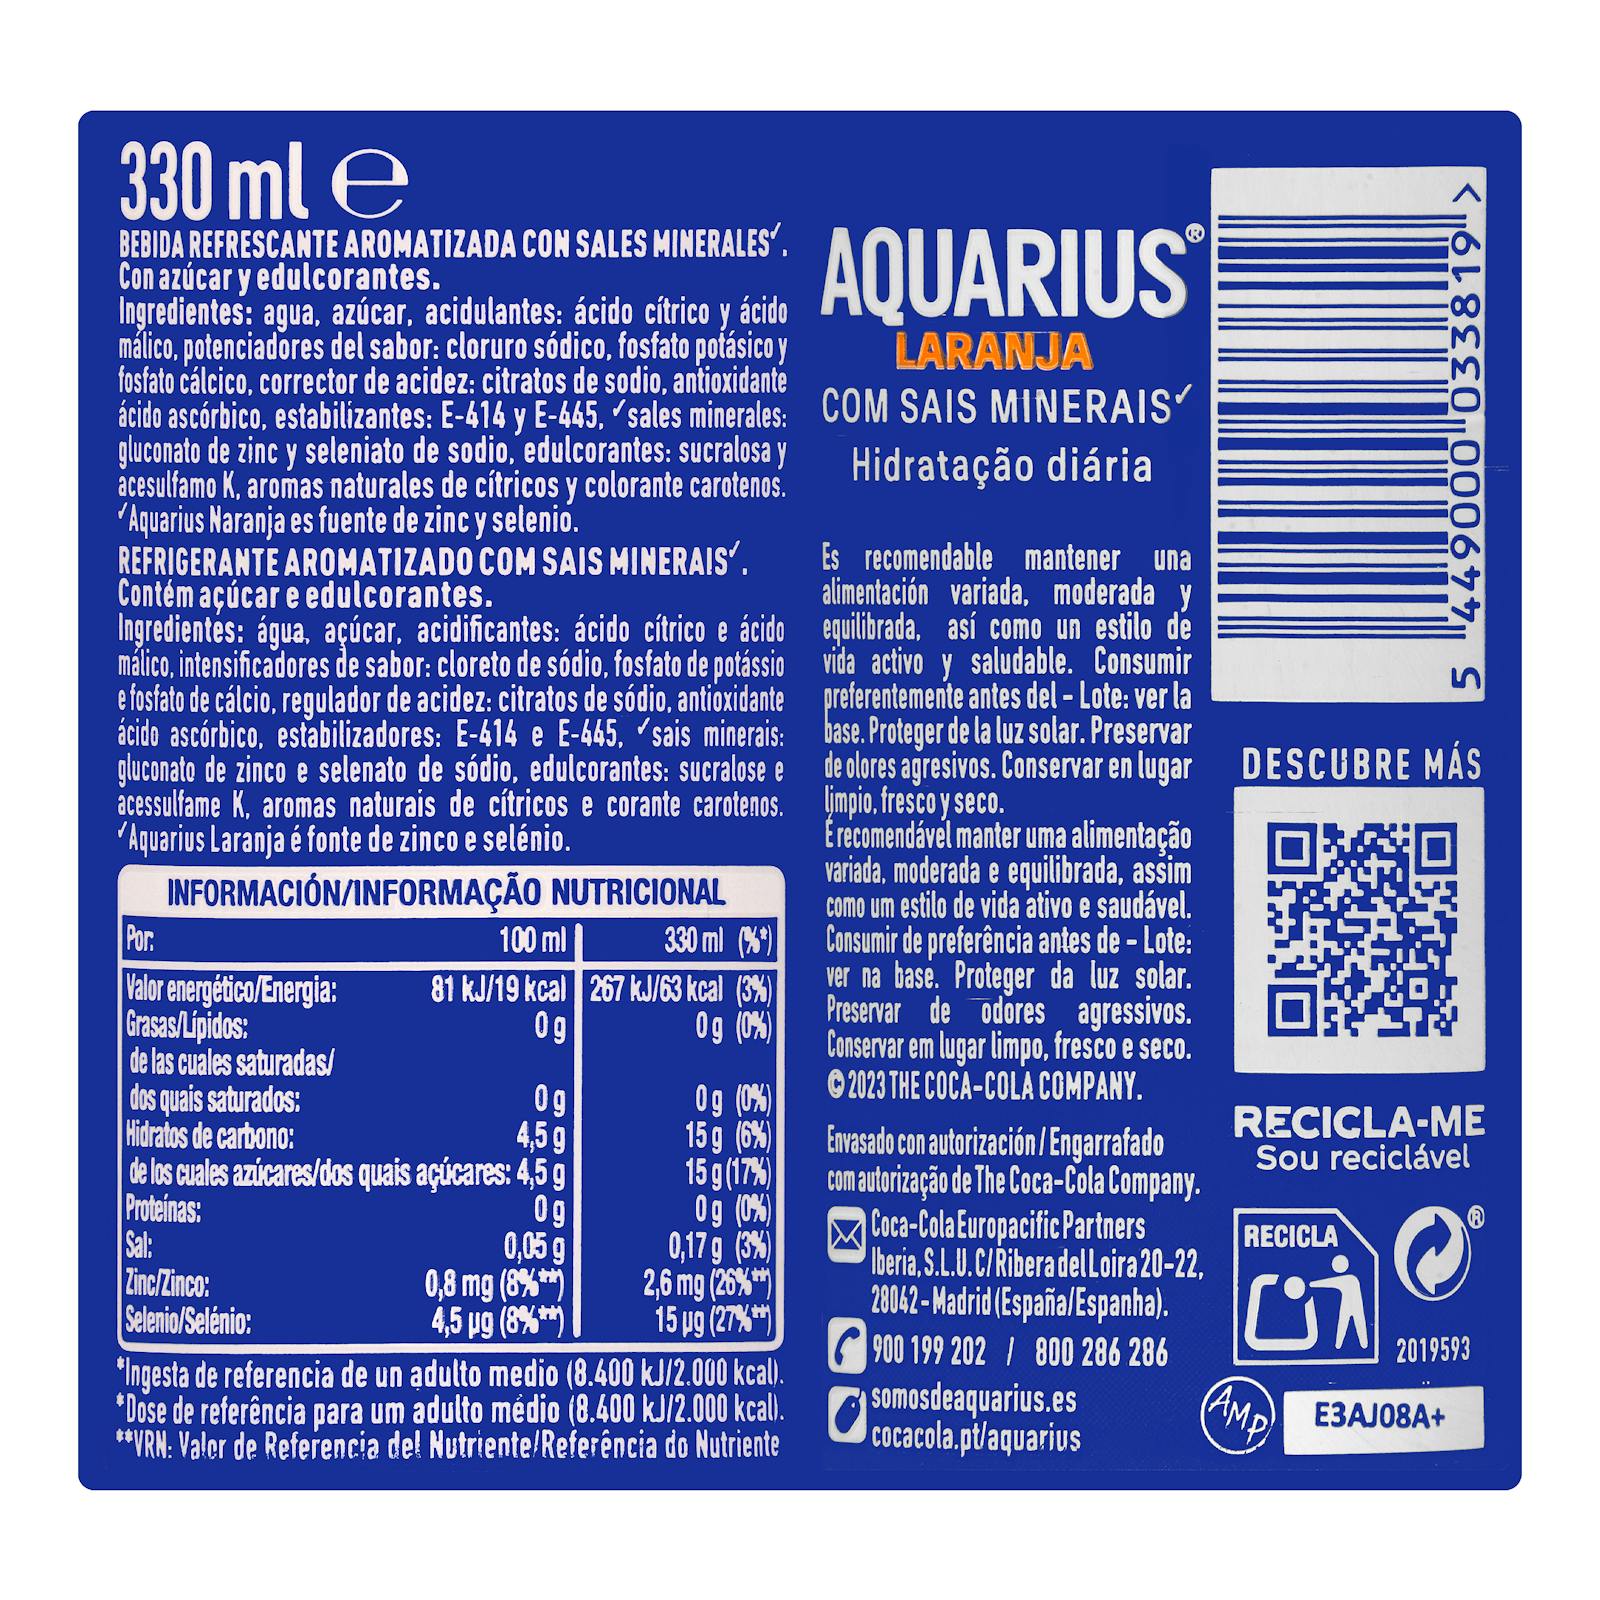 330 ml ℮
BEBIDA REFRESCANTE AROMATIZADA CON SALES MINERALES✓.
Con azúcar y edulcorantes.
Ingredientes: agua, azúcar, acidulantes: ácido cítrico y ácido
málico, potenciadores del sabor: cloruro sódico, fosfato potásico y
fosfato cálcico, corrector de acidez: citratos de sodio, antioxidante
ácido ascórbico, estabilizantes: E-414 y E-445, ✓sales minerales:
gluconato de zinc y seleniato de sodio, edulcorantes: sucralosa y
acesulfamo K, aromas naturales de cítricos y colorante carotenos.
✓Aquarius Naranja es fuente de zinc y selenio.
REFRIGERANTE AROMATIZADO COM SAIS MINERAIS✓.
Contém açúcar e edulcorantes.
Ingredientes: água, açúcar, acidificantes: ácido cítrico e ácido
málico, intensificadores de sabor: cloreto de sódio, fosfato de potássio
e fosfato de cálcio, regulador de acidez: citratos de sódio, antioxidante
ácido ascórbico, estabilizadores: E-414 e E-445, ✓sais minerais:
gluconato de zinco e selenato de sódio, edulcorantes: sucralose e
acessulfame K, aromas naturais de cítricos e corante carotenos.
✓Aquarius Laranja é fonte de zinco e selénio.
INFORMACIÓN/INFORMAÇÃO NUTRICIONAL
Por: 100 ml 330 ml (%*)
Valor energético/Energia: 81 kJ/19 kcal 267 kJ/63 kcal (3%)
Grasas/Lípidos: 0 g 0 g (0%)
de las cuales saturadas/
dos quais saturados: 0 g 0 g (0%)
Hidratos de carbono: 4,5 g 15 g (6%)
de los cuales azúcares/dos quais açúcares: 4,5 g 15 g (17%)
Proteínas: 0 g 0 g (0%)
Sal: 0,05 g 0,17 g (3%)
Zinc/Zinco: 0,8 mg (8%**) 2,6 mg (26%**)
Selenio/Selénio: 4,5 µg (8%**) 15 µg (27%**)
*Ingesta de referencia de un adulto medio (8.400 kJ/2.000 kcal).
*Dose de referência para um adulto médio (8.400 kJ/2.000 kcal).
**VRN: Valor de Referencia del Nutriente/Referência do Nutriente
AQUARIUS®
LARANJA
COM SAIS MINERAIS✓
Hidratação diária
Es recomendable mantener una
alimentación variada, moderada y
equilibrada, así como un estilo de
vida activo y saludable. Consumir
preferentemente antes del - Lote: ver la
base. Proteger de la luz solar. Preservar
de olores agresivos. Conservar en lugar
limpio, fresco y seco.
É recomendável manter uma alimentação
variada, moderada e equilibrada, assim
como um estilo de vida ativo e saudável.
Consumir de preferência antes de - Lote:
ver na base. Proteger da luz solar.
Preservar de odores agressivos.
Conservar em lugar limpo, fresco e seco.
© 2023 THE COCA-COLA COMPANY.
Envasado con autorización / Engarrafado
com autorização de The Coca-Cola Company.
Coca-Cola Europacific Partners
Iberia, S.L.U. C/ Ribera del Loira 20-22,
28042 - Madrid (España/Espanha).
900 199 202 / 800 286 286
somosdeaquarius.es
cocacola.pt/aquarius
5 449000 033819 >
DESCUBRE MÁS
RECICLA-ME
Sou reciclável
RECICLA
®
2019593
AMP
E3AJ08A+